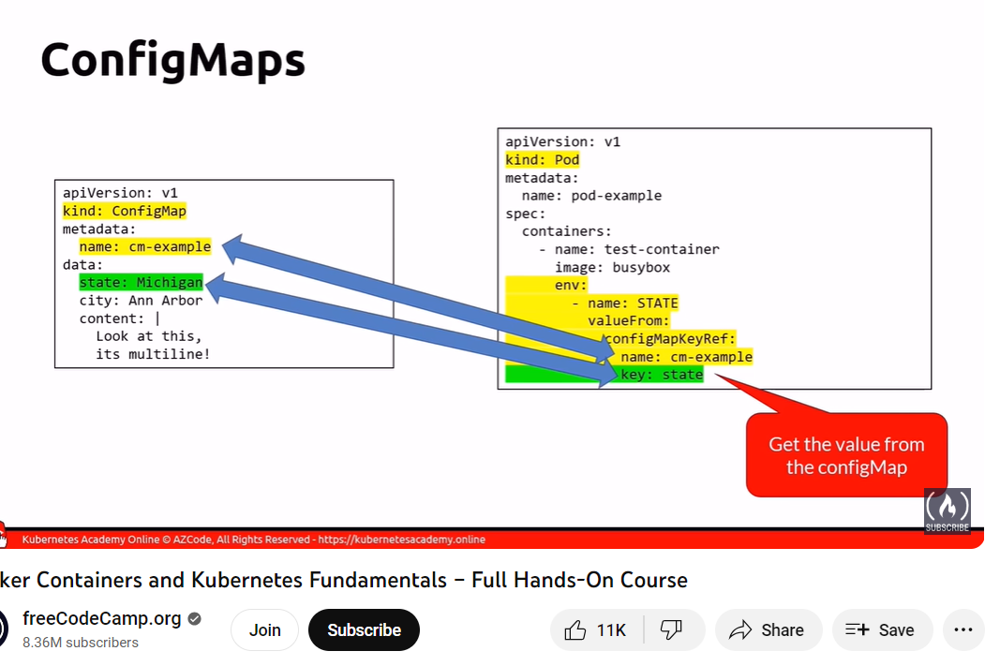 ConfigMaps
apiVersion: v1
kind: ConfigMap
metadata:
  name: cm-example
data:
  state: Michigan
  city: Ann Arbor
  content: |
    Look at this,
    its multiline!
apiVersion: v1
kind: Pod
metadata:
  name: pod-example
spec:
  containers:
    - name: test-container
      image: busybox
      env:
        - name: STATE
          valueFrom:
            configMapKeyRef:
              name: cm-example
              key: state
Get the value from
the configMap
SUBSCRIBE
Kubernetes Academy Online © AZCode, All Rights Reserved - https://kubernetesacademy.online
ker Containers and Kubernetes Fundamentals – Full Hands-On Course
freeCodeCamp.org
8.36M subscribers
Join
Subscribe
11K
Share
Save